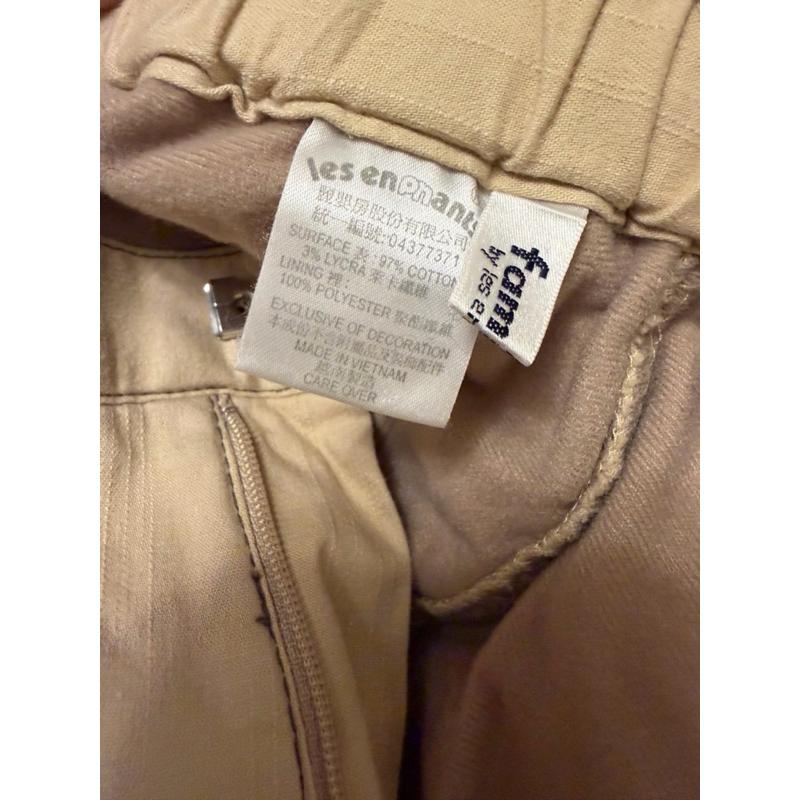 les enphants
麗嬰房股份有限公司
統一編號:04377371
SURFACE 表 : 97% COTTON
3% LYCRA 萊卡纖維
LINING 裡 :
100% POLYESTER 聚酯纖維
EXCLUSIVE OF DECORATION
本成份不含附屬品及裝飾配件
MADE IN VIETNAM
越南製造
CARE OVER
fam
by les e